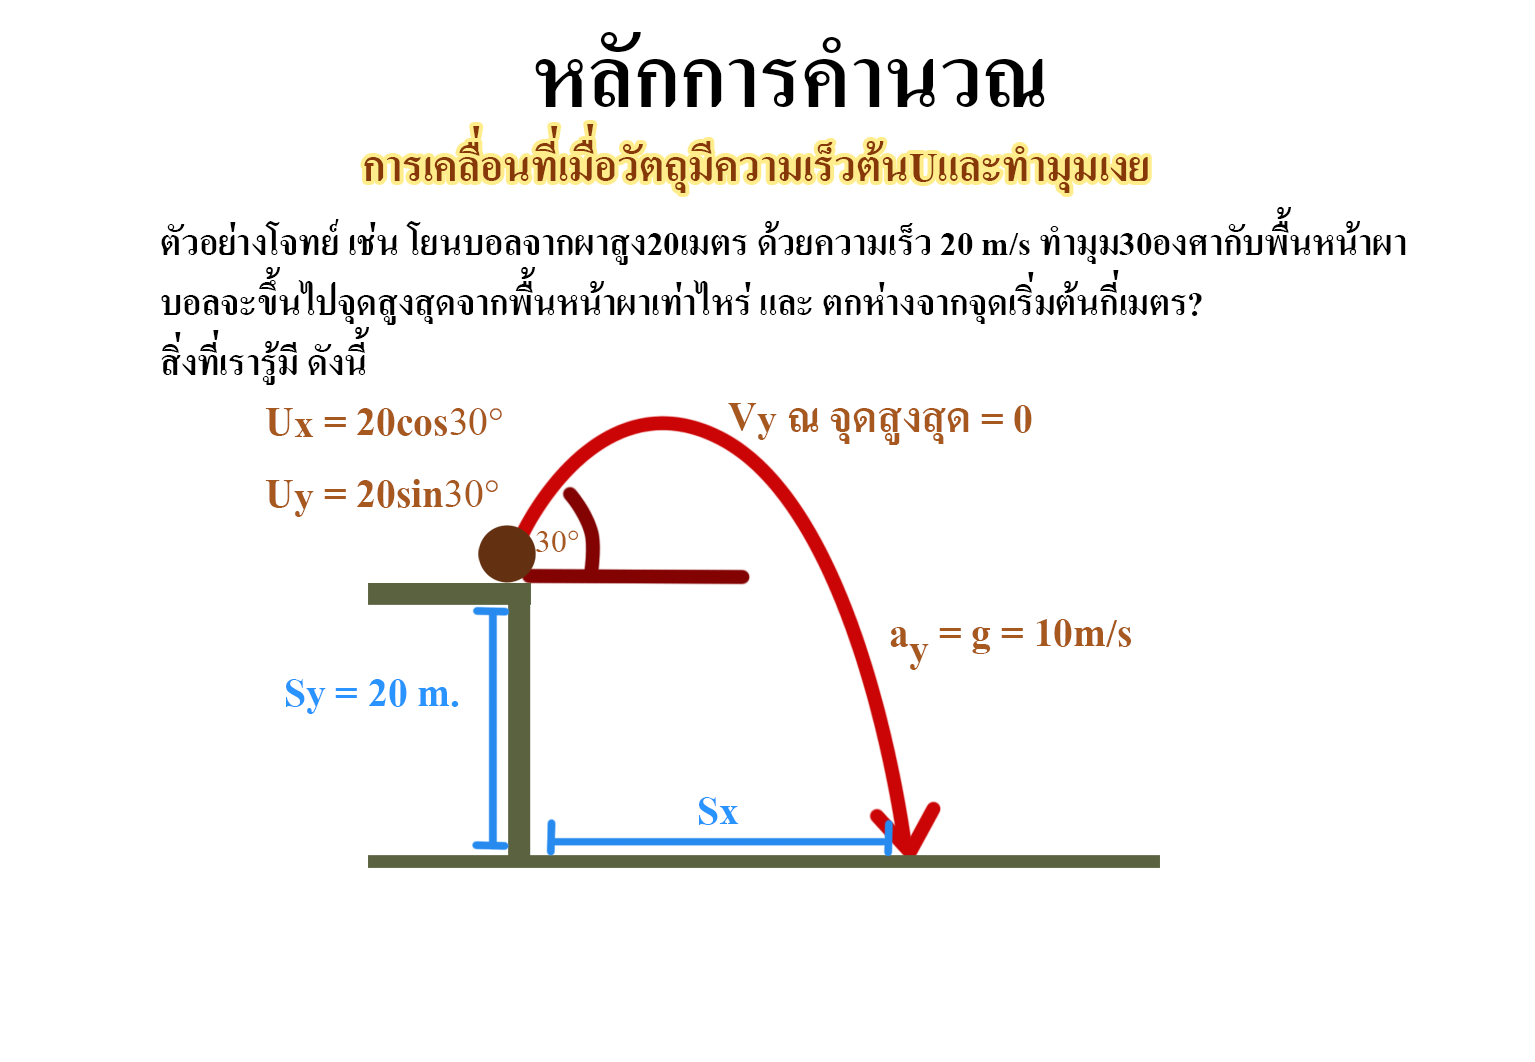 หลักการคำนวณ
การเคลื่อนที่เมื่อวัตถุมีความเร็วต้นUและทำมุมเงย
ตัวอย่างโจทย์ เช่น โยนบอลจากผาสูง20เมตร ด้วยความเร็ว 20 m/s ทำมุม30องศากับพื้นหน้าผา
บอลจะขึ้นไปจุดสูงสุดจากพื้นหน้าผาเท่าไหร่ และ ตกห่างจากจุดเริ่มต้นกี่เมตร?
สิ่งที่เรารู้มี ดังนี้
Ux = 20cos30°
Vy ณ จุดสูงสุด = 0
Uy = 20sin30°
30°
ay = g = 10m/s
Sy = 20 m.
Sx